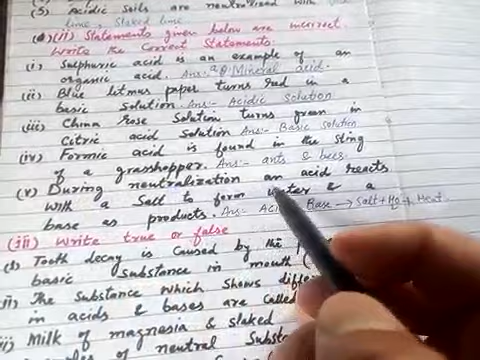 (5) Acidic soils are neutralized with
lime, slaked lime
(ii) Statements given below are incorrect.
Write the Correct Statements.
(i) Sulphuric acid is an example of an
organic acid. Ans:- Mineral acid.
(ii) Blue litmus paper turns red in a
basic solution. Ans:- Acidic solution
(iii) China rose Solution turns green in
Citric acid solution Ans:- Basic solution
(iv) Formic acid is found in the sting
of a grasshopper. Ans:- ants & bees.
(v) During neutralization an acid reacts
with a Salt to form water & a
base as products. Ans:- Base → Salt + H2O + Heat.
(iii) Write true or false
(i) Tooth decay is Caused by the
basic Substance in mouth
(ii) The Substance Which Shows
in acids & bases are Called
Milk of magnesia & slaked
of neutral